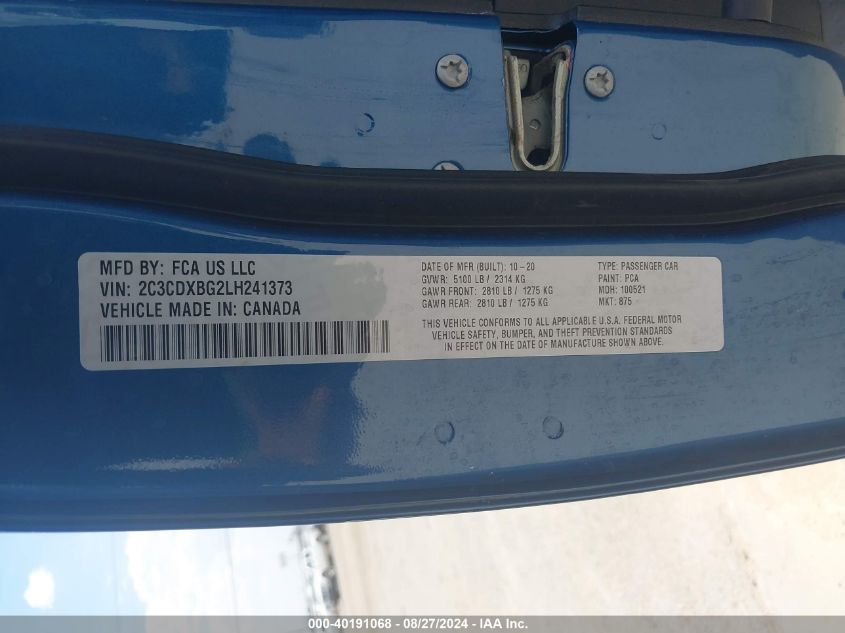 MFD BY: FCA US LLC
VIN: 2C3CDXBG2LH241373
VEHICLE MADE IN: CANADA
DATE OF MFR (BUILT): 10-20
GVWR: 5100 LB / 2314 KG
GAWR FRONT: 2810 LB / 1275 KG
GAWR REAR: 2810 LB / 1275 KG
TYPE: PASSENGER CAR
PAINT: PCA
MDH: 100521
MKT: 875
THIS VEHICLE CONFORMS TO ALL APPLICABLE U.S.A. FEDERAL MOTOR
VEHICLE SAFETY, BUMPER, AND THEFT PREVENTION STANDARDS
IN EFFECT ON THE DATE OF MANUFACTURE SHOWN ABOVE.
000-40191068 - 08/27/2024 - IAA Inc.